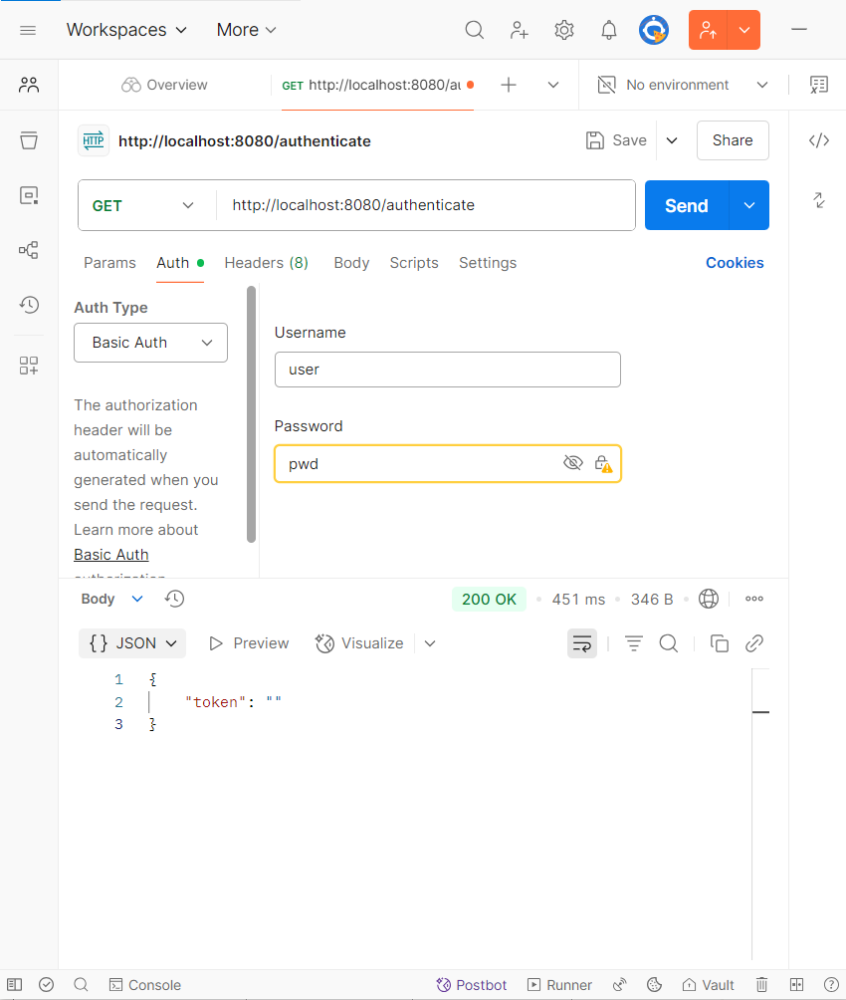 Workspaces More
Overview GET http://localhost:8080/au No environment
HTTP http://localhost:8080/authenticate Save Share
GET http://localhost:8080/authenticate Send
Params Auth Headers (8) Body Scripts Settings Cookies
Auth Type
Basic Auth
The authorization
header will be
automatically
generated when you
send the request.
Learn more about
Basic Auth
authorization
Username
user
Password
pwd
Body 200 OK 451 ms 346 B
{} JSON Preview Visualize
1 {
2 "token": ""
3 }
Console Postbot Runner Vault